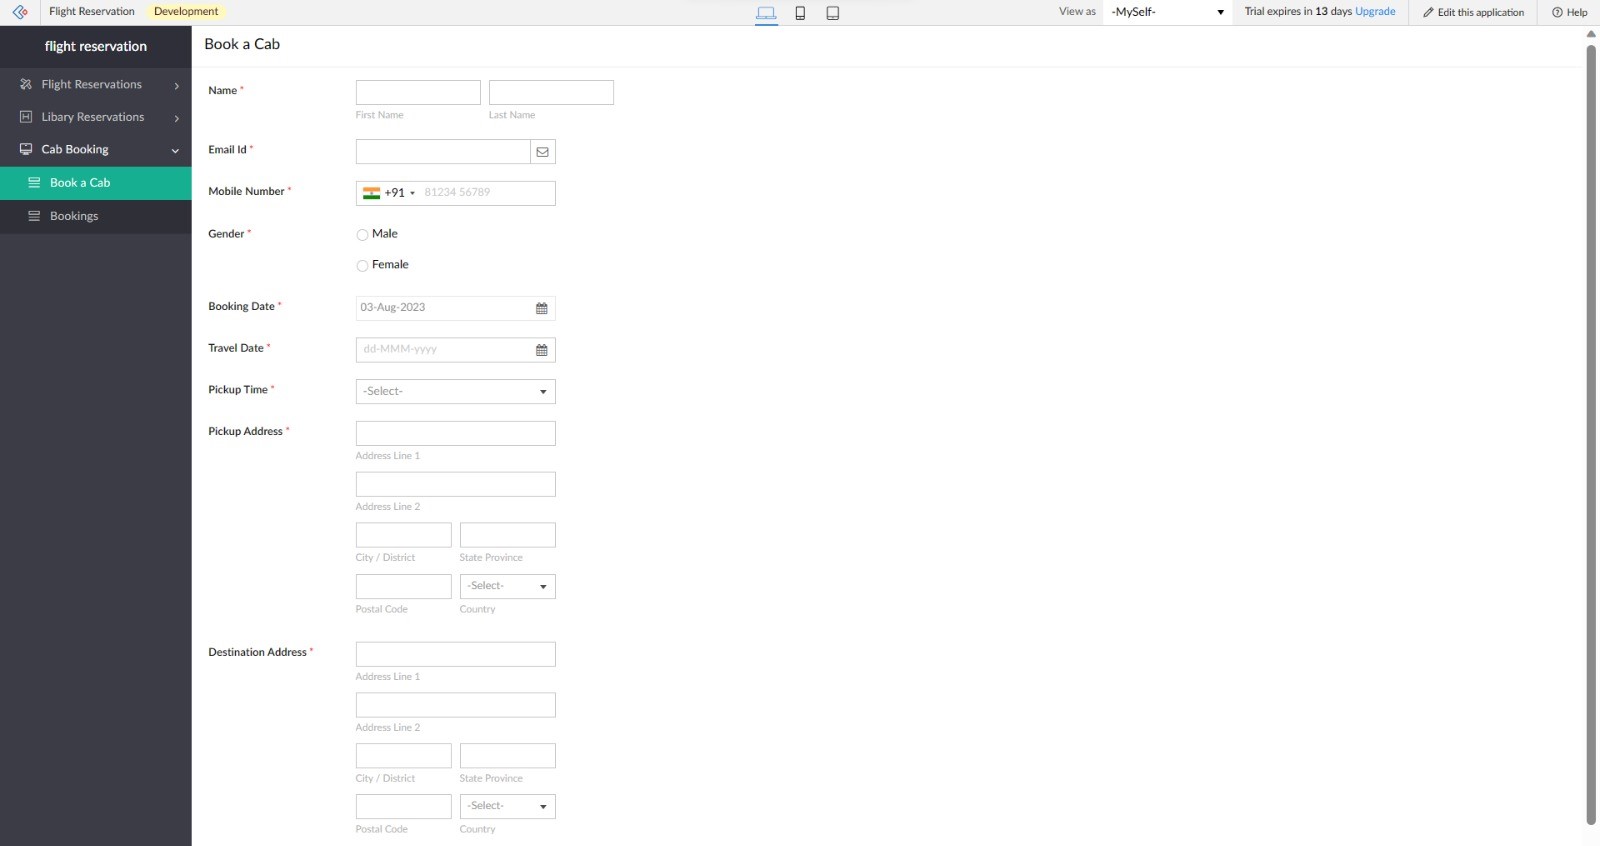 Flight Reservation Development View as -MySelf- Trial expires in 13 days Upgrade Edit this application Help
flight reservation
Flight Reservations
Libary Reservations
Cab Booking
Book a Cab
Bookings
Book a Cab
Name *
First Name Last Name
Email Id *
Mobile Number * +91 81234 56789
Gender * Male
Female
Booking Date * 03-Aug-2023
Travel Date * dd-MMM-yyyy
Pickup Time * -Select-
Pickup Address *
Address Line 1
Address Line 2
City / District State Province
-Select-
Postal Code Country
Destination Address *
Address Line 1
Address Line 2
City / District State Province
-Select-
Postal Code Country